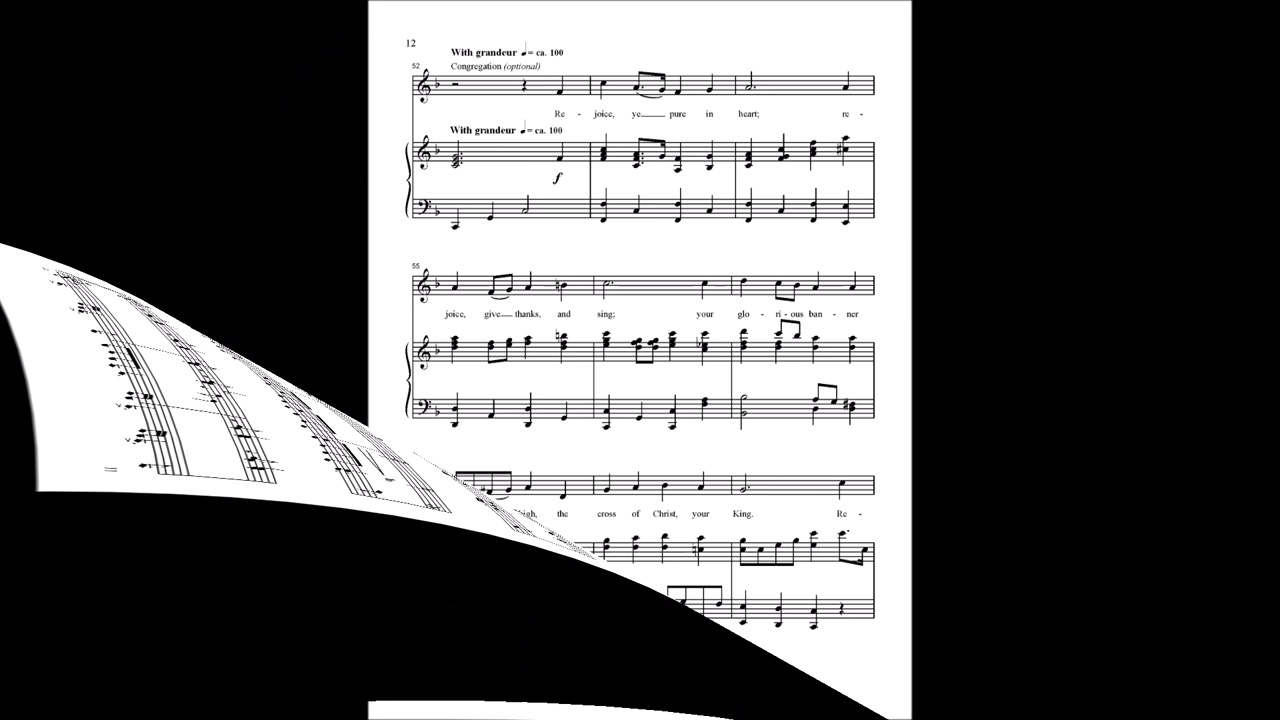 12
With grandeur ♩= ca. 100
52
Congregation (optional)
Re - joice, ye pure in heart; re -
With grandeur ♩= ca. 100
f
55
joice, give thanks, and sing; your glo - ri - ous ban - ner
high, the cross of Christ, your King. Re -